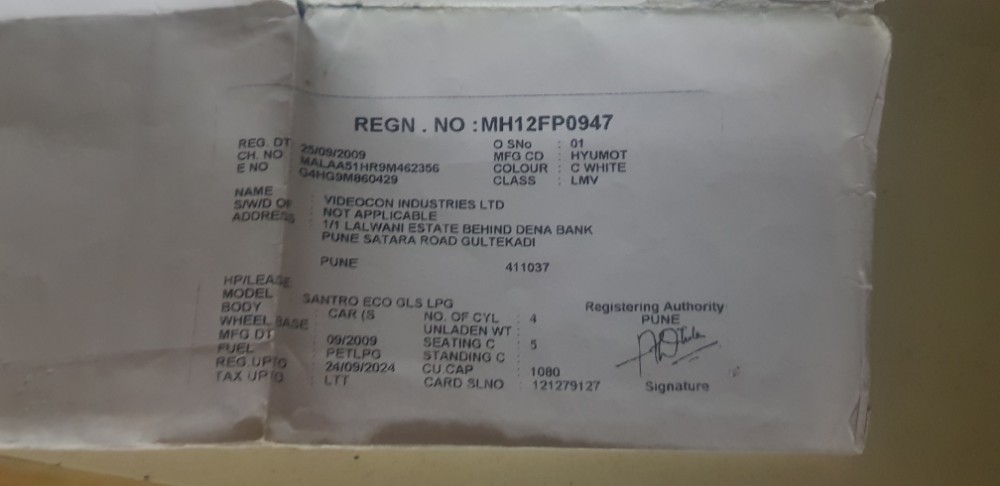 REGN . NO : MH12FP0947
REG. DT : 25/09/2009 O SNo : 01
CH. NO : MALAA51HR9M462356 MFG CD : HYUMOT
E NO : G4HG9M860429 COLOUR : C WHITE
CLASS : LMV
NAME : VIDEOCON INDUSTRIES LTD
S/W/D OF : NOT APPLICABLE
ADDRESS : 1/1 LALWANI ESTATE BEHIND DENA BANK
PUNE SATARA ROAD GULTEKADI
PUNE 411037
HP/LEASE
MODEL : SANTRO ECO GLS LPG Registering Authority
BODY : CAR (S NO. OF CYL : 4 PUNE
WHEEL BASE UNLADEN WT :
MFG DT : 09/2009 SEATING C : 5
FUEL : PETLPG STANDING C :
REG.UPTO : 24/09/2024 CU.CAP : 1080
TAX UPTO : LTT CARD SLNO : 121279127 Signature